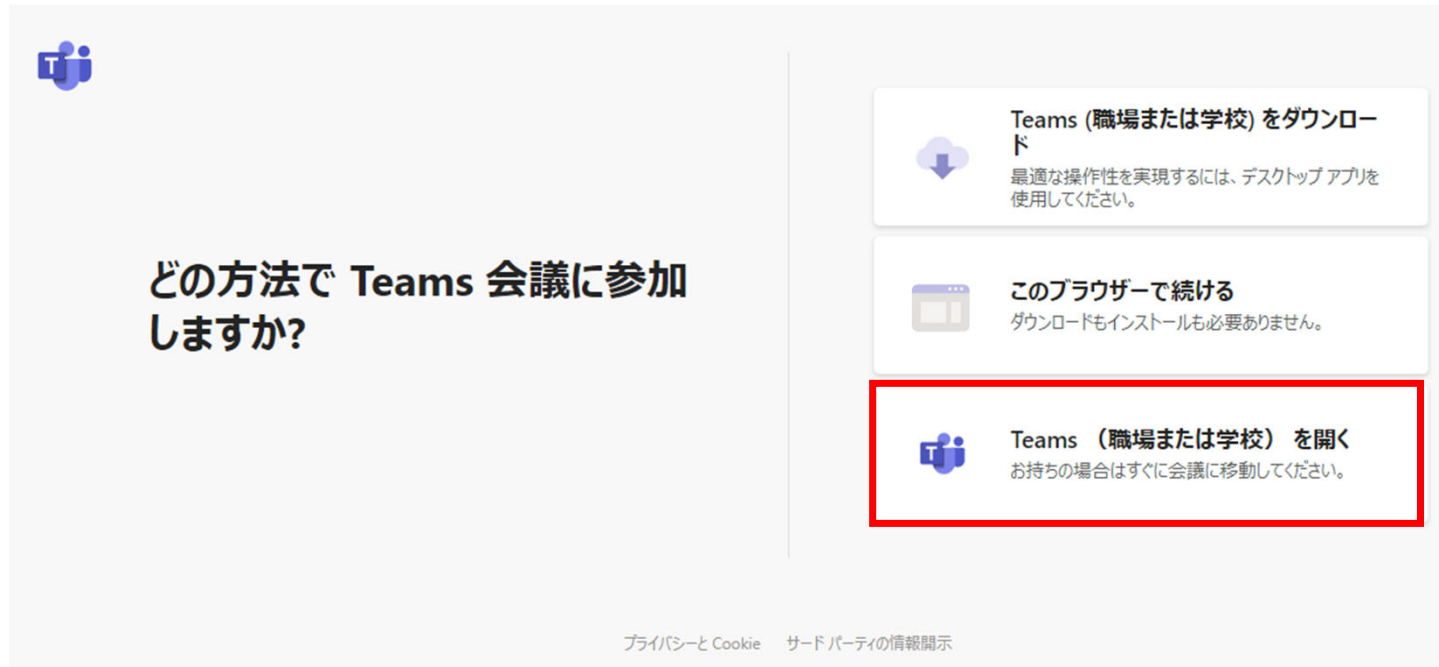 どの方法で Teams 会議に参加
しますか?
Teams (職場または学校) をダウンロー
ド
最適な操作性を実現するには、デスクトップ アプリを
使用してください。
このブラウザーで続ける
ダウンロードもインストールも必要ありません。
Teams （職場または学校） を開く
お持ちの場合はすぐに会議に移動してください。
プライバシーと Cookie サード パーティの情報開示